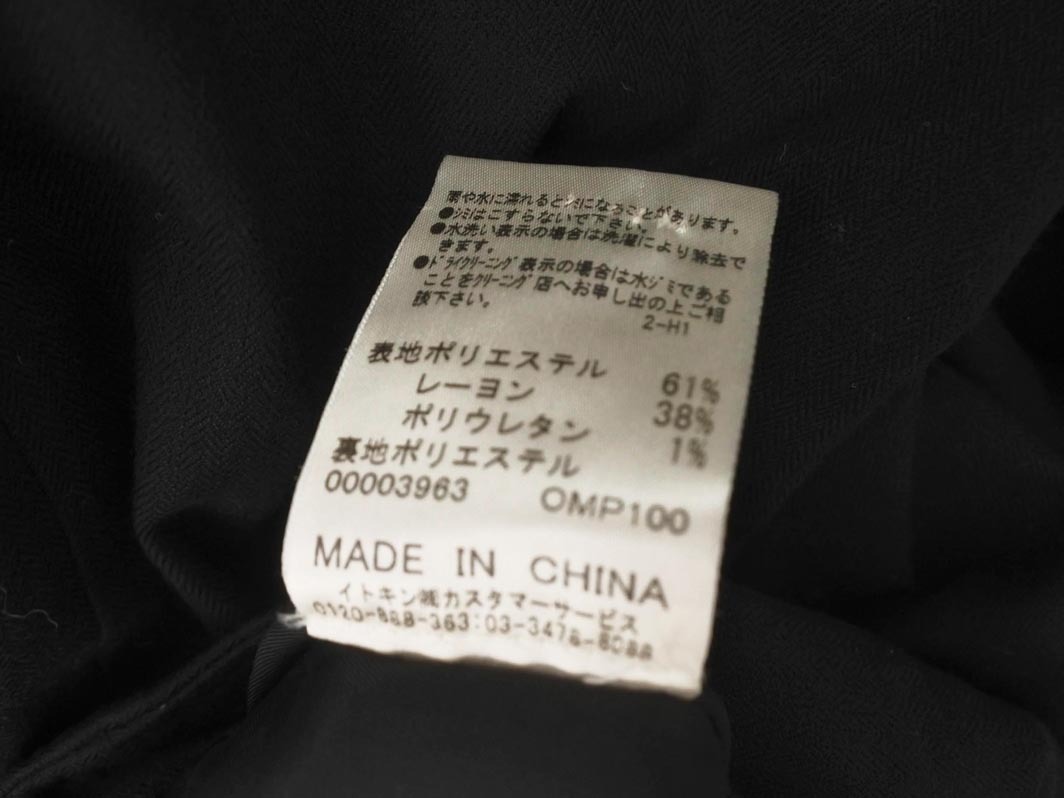 雨や水に濡れるとシミになることがあります。
●シミはこすらないで下さい。
●水洗い表示の場合は洗濯により除去で
きます。
●ドライクリーニング表示の場合は水ジミである
ことをクリーニング店へお申し出の上ご相
談下さい。
2-H1
表地ポリエステル 61%
レーヨン 38%
ポリウレタン 1%
裏地ポリエステル
00003963 OMP100
MADE IN CHINA
イトキン㈱カスタマーサービス
0120-888-363:03-3478-8088